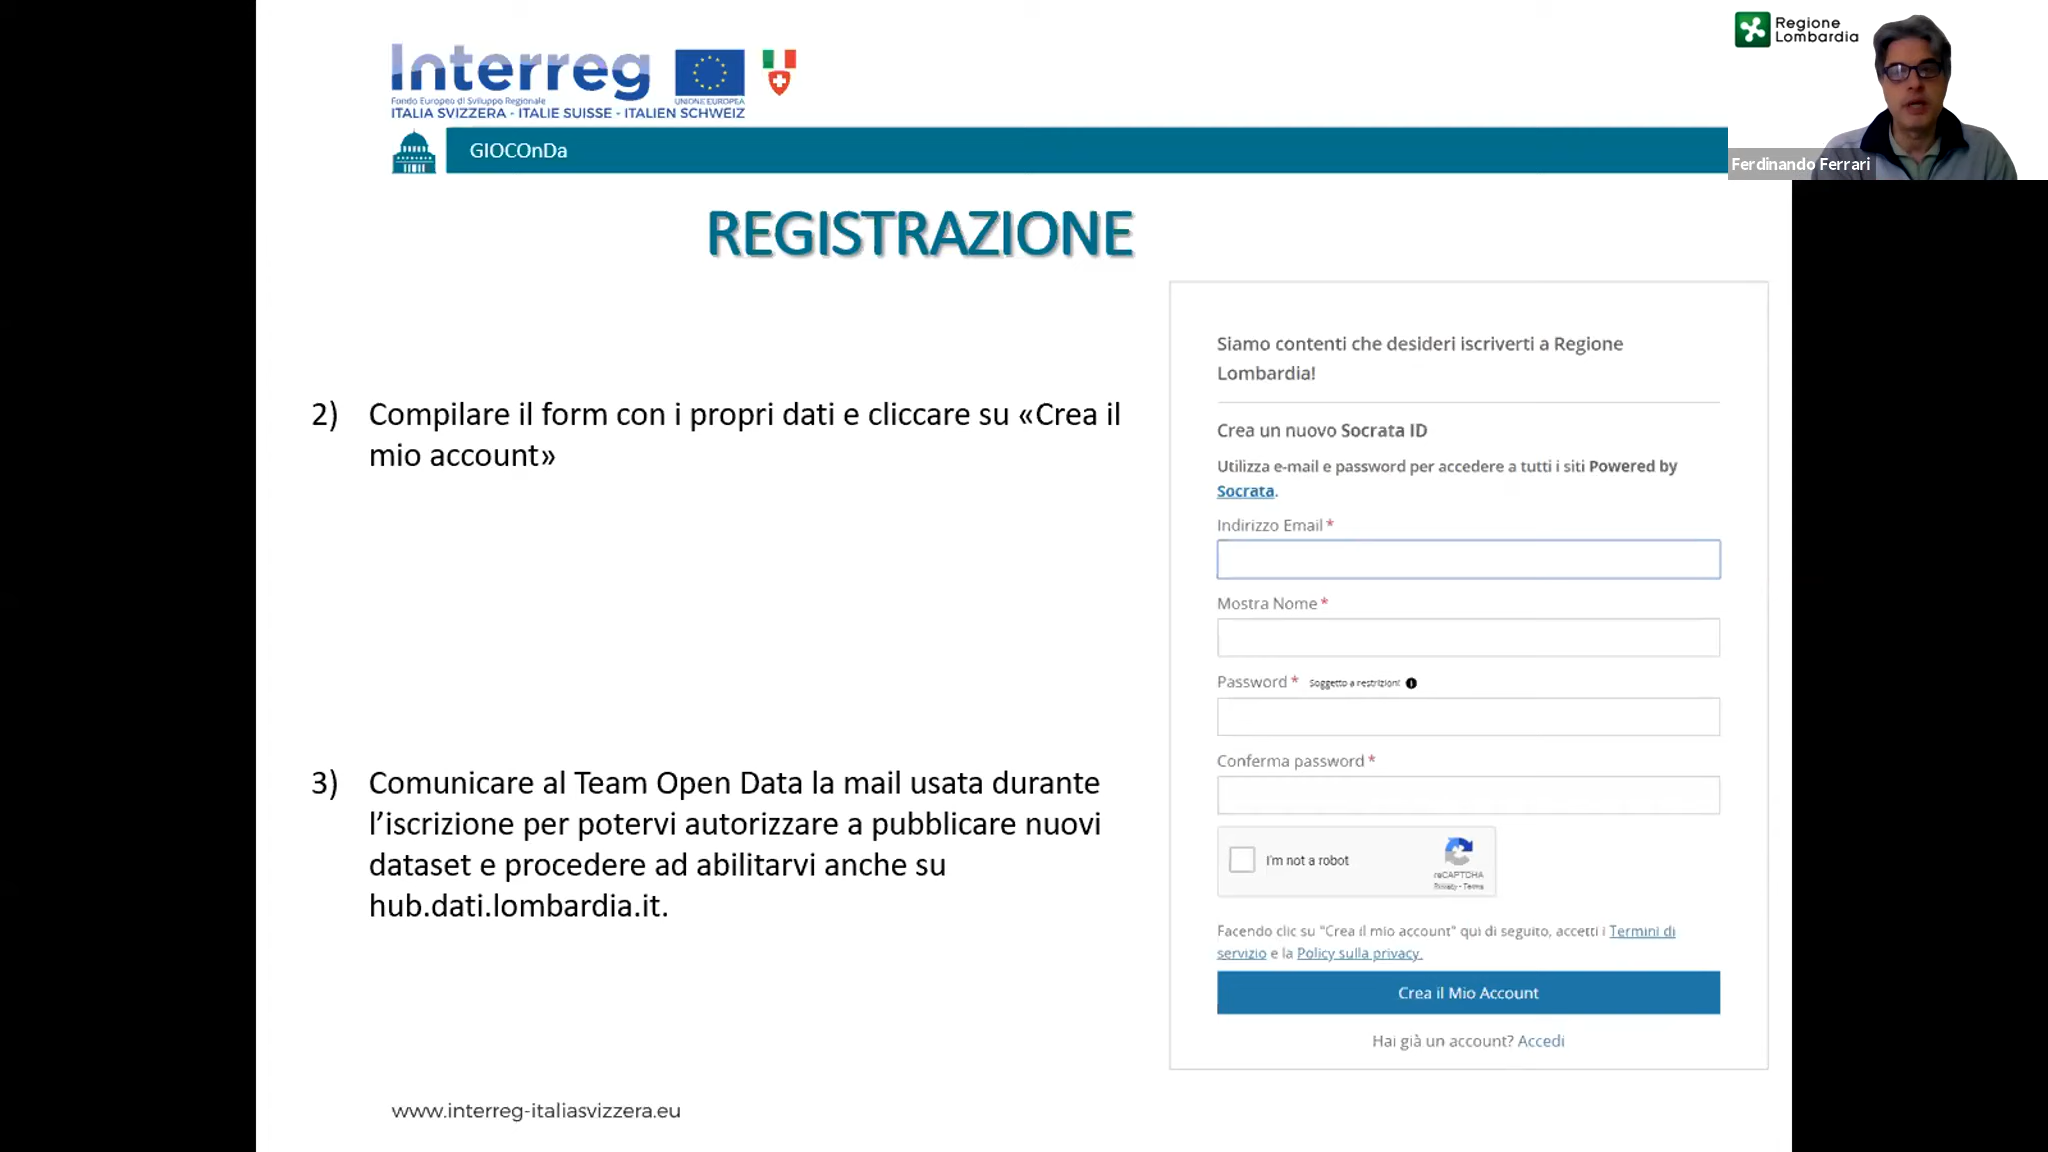 Interreg
Fondo Europeo di Sviluppo Regionale
UNIONE EUROPEA
ITALIA SVIZZERA - ITALIE SUISSE - ITALIEN SCHWEIZ
Regione
Lombardia
Ferdinando Ferrari
GIOCOnDa
REGISTRAZIONE
2) Compilare il form con i propri dati e cliccare su «Crea il
mio account»
3) Comunicare al Team Open Data la mail usata durante
l’iscrizione per potervi autorizzare a pubblicare nuovi
dataset e procedere ad abilitarvi anche su
hub.dati.lombardia.it.
Siamo contenti che desideri iscriverti a Regione
Lombardia!
Crea un nuovo Socrata ID
Utilizza e-mail e password per accedere a tutti i siti Powered by
Socrata.
Indirizzo Email *
Mostra Nome *
Password * Soggetto a restrizioni
Conferma password *
I'm not a robot
reCAPTCHA
Privacy - Terms
Facendo clic su "Crea il mio account" qui di seguito, accetti i Termini di
servizio e la Policy sulla privacy.
Crea il Mio Account
Hai già un account? Accedi
www.interreg-italiasvizzera.eu